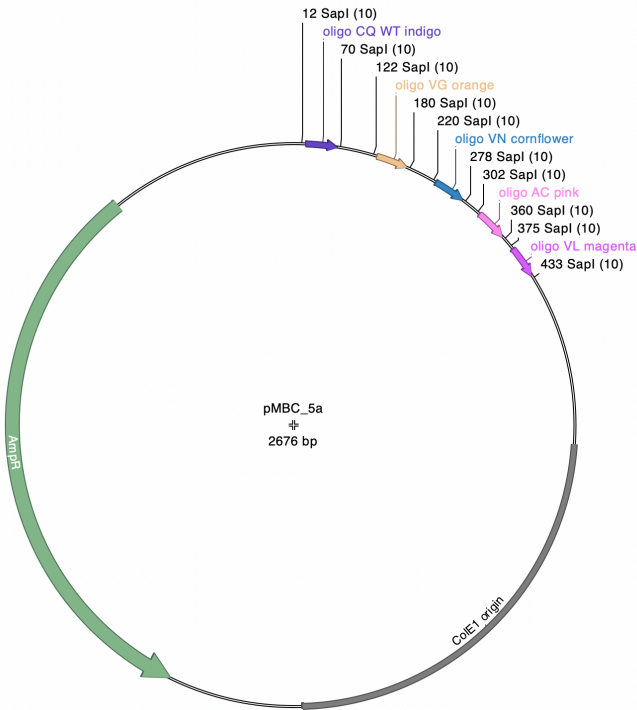 12 SapI (10)
oligo CQ WT indigo
70 SapI (10)
122 SapI (10)
oligo VG orange
180 SapI (10)
220 SapI (10)
oligo VN cornflower
278 SapI (10)
302 SapI (10)
oligo AC pink
360 SapI (10)
375 SapI (10)
oligo VL magenta
433 SapI (10)
pMBC_5a
2676 bp
AmpR
ColE1 origin